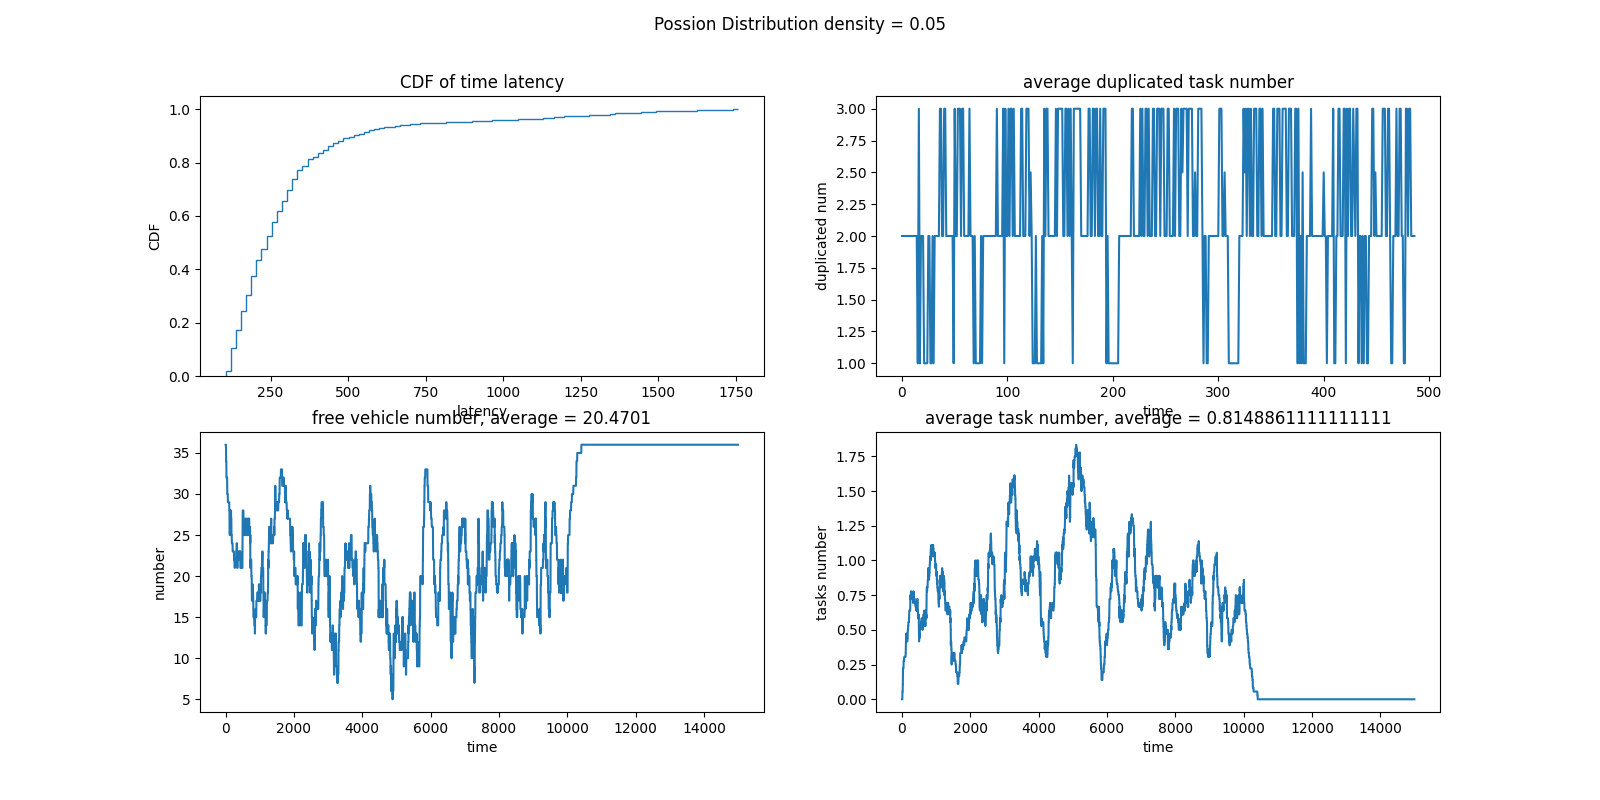 Possion Distribution density = 0.05
CDF of time latency
1.0
0.8
0.6
0.4
0.2
0.0
CDF
250 500 750 1000 1250 1500 1750
latency
average duplicated task number
3.00
2.75
2.50
2.25
2.00
1.75
1.50
1.25
1.00
duplicated num
0 100 200 300 400 500
time
free vehicle number, average = 20.4701
35
30
25
20
15
10
5
number
0 2000 4000 6000 8000 10000 12000 14000
time
average task number, average = 0.8148861111111111
1.75
1.50
1.25
1.00
0.75
0.50
0.25
0.00
tasks number
0 2000 4000 6000 8000 10000 12000 14000
time